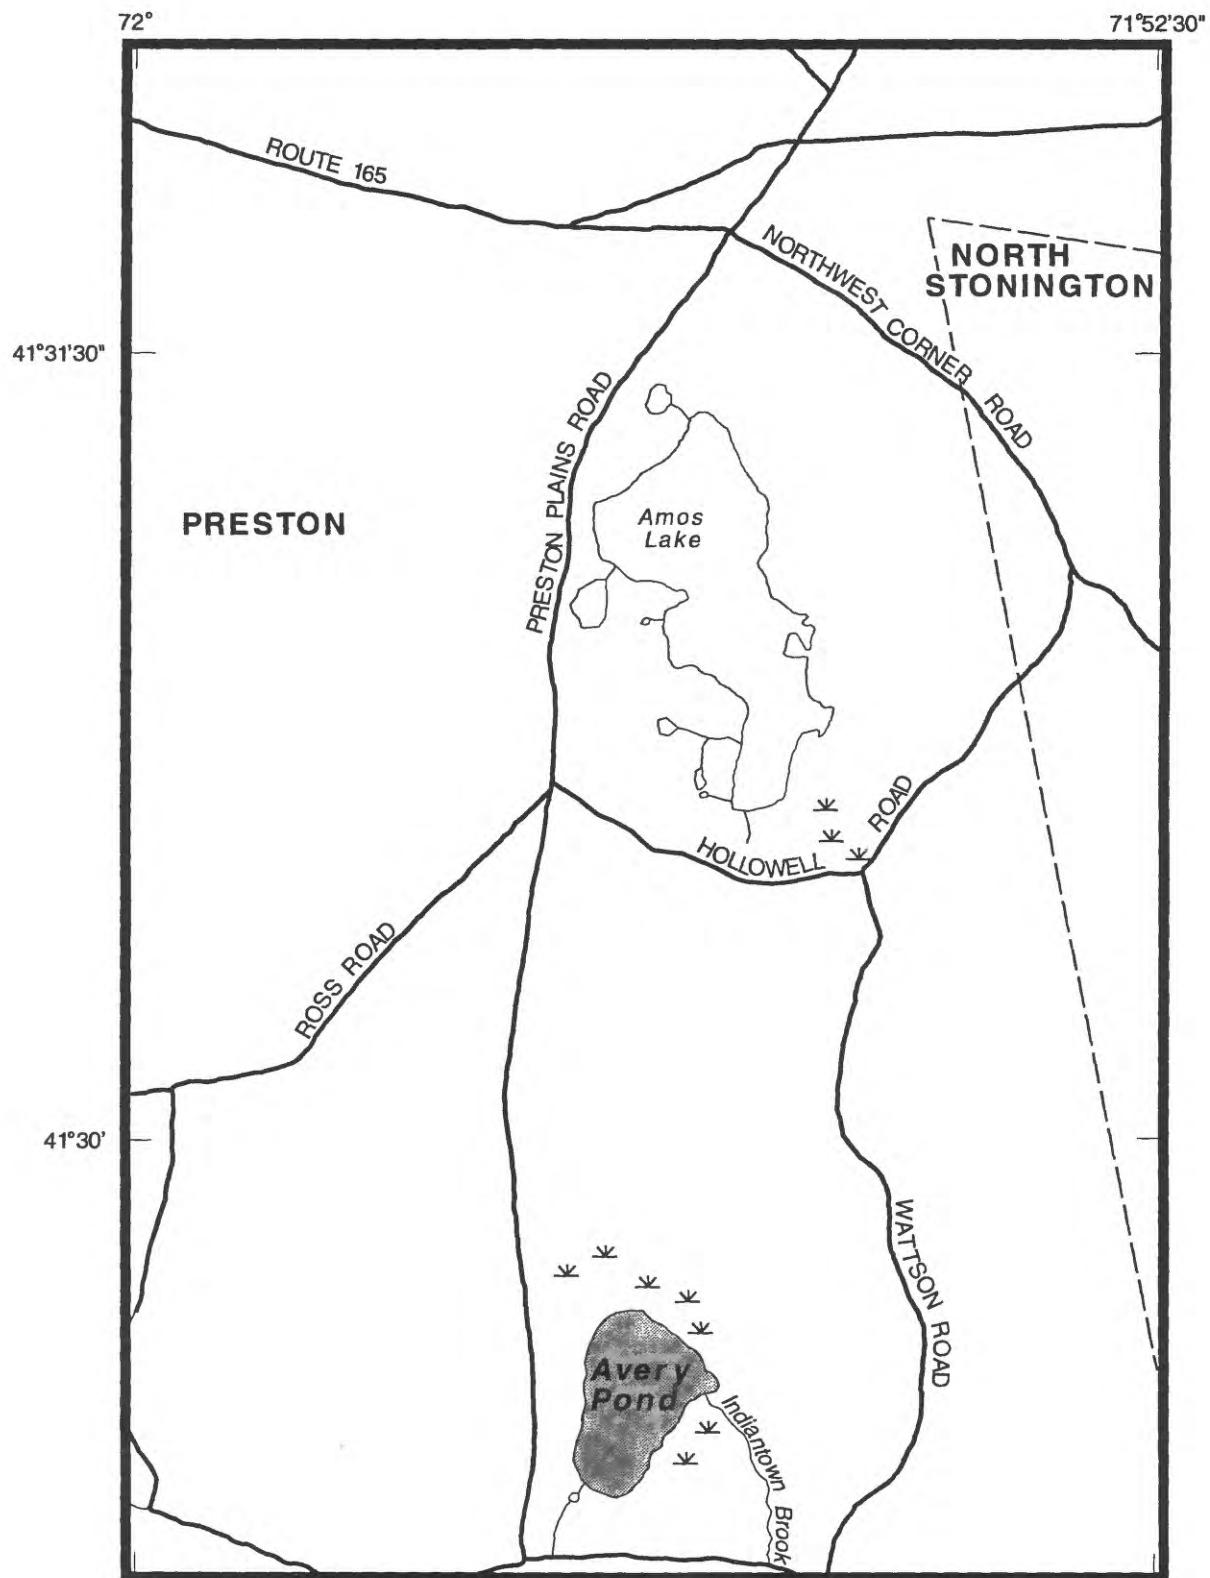 72°
71°52'30"
ROUTE 165
NORTHWEST CORNER ROAD
NORTH
STONINGTON
41°31'30"
PRESTON PLAINS ROAD
Amos
Lake
PRESTON
HOLLOWELL ROAD
ROSS ROAD
41°30'
WATTSON ROAD
Avery
Pond
Indiantown Brook